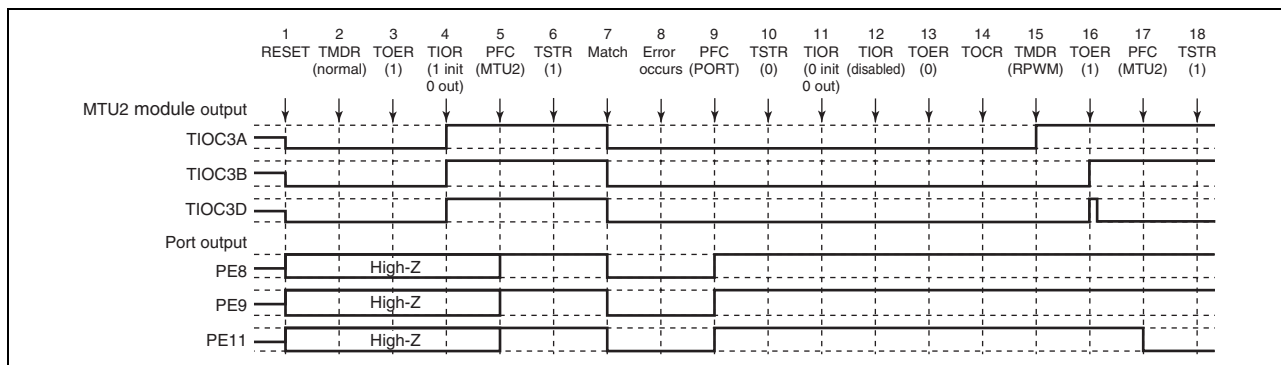 1 2 3 4 5 6 7 8 9 10 11 12 13 14 15 16 17 18
RESET TMDR TOER TIOR PFC TSTR Match Error PFC TSTR TIOR TIOR TOER TOCR TMDR TOER PFC TSTR
(normal) (1) (1 init (MTU2) (1) occurs (PORT) (0) (0 init (disabled) (0) (RPWM) (1) (MTU2) (1)
0 out) 0 out)
MTU2 module output
TIOC3A
TIOC3B
TIOC3D
Port output
PE8 High-Z
PE9 High-Z
PE11 High-Z